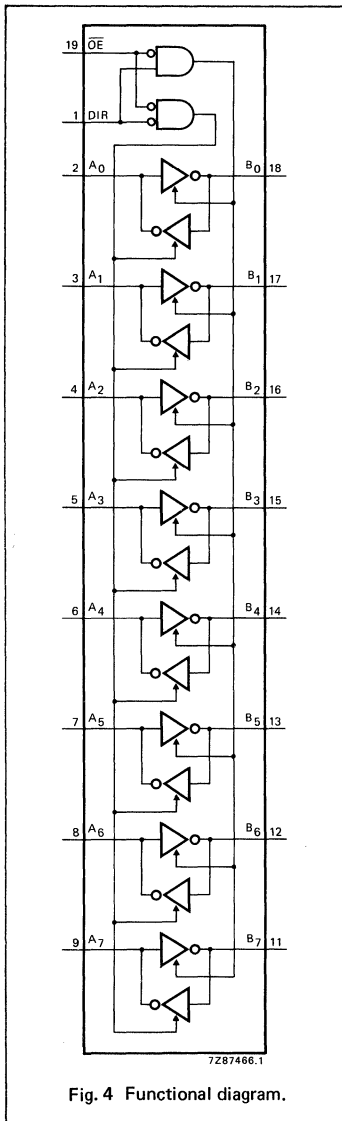 19 OE
1 DIR
2 A0 B0 18
3 A1 B1 17
4 A2 B2 16
5 A3 B3 15
6 A4 B4 14
7 A5 B5 13
8 A6 B6 12
9 A7 B7 11
7Z87466.1
Fig. 4 Functional diagram.